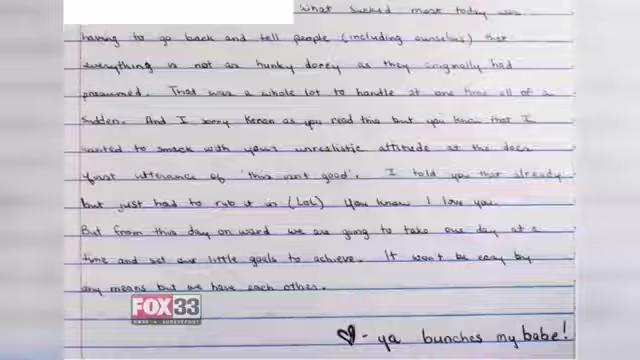 What sucked most today was
having to go back and tell people (including ourselves) that
everything is not as hunky dorey as they originally had
presumed. That was a whole lot to handle at one time all of a
sudden. And I sorry Kenan as you read this but you know that I
wanted to smack with your unrealistic attitude at the docs
first utterance of 'this isn't good'. I told you that already
but just had to rub it in (LOL) You know I love you.
But from this day on ward we are going to take one day at a
time and set our little goals to achieve. It won't be easy by
any means but we have each other.
FOX 33
SHREVEPORT
♥ - ya bunches my babe!